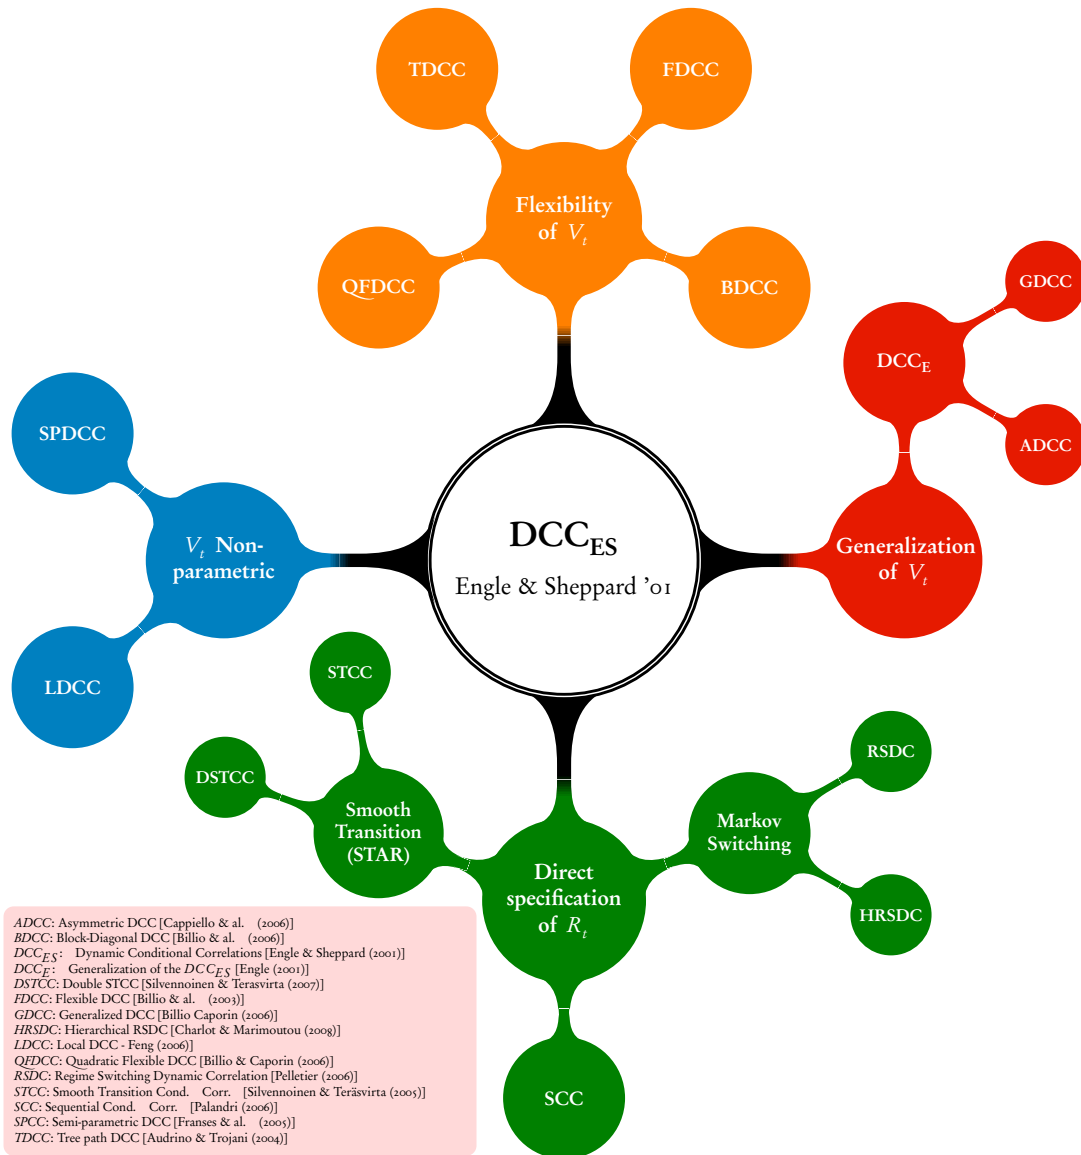 TDCC
FDCC
Flexibility
of V_t
QFDCC
BDCC
GDCC
DCC_E
ADCC
SPDCC
V_t Non-
parametric
DCC_ES
Engle & Sheppard ’01
Generalization
of V_t
LDCC
STCC
DSTCC
Smooth
Transition
(STAR)
RSDC
Markov
Switching
Direct
specification
of R_t
HRSDC
SCC
ADCC: Asymmetric DCC [Cappiello & al. (2006)]
BDCC: Block-Diagonal DCC [Billio & al. (2006)]
DCC_ES: Dynamic Conditional Correlations [Engle & Sheppard (2001)]
DCC_E: Generalization of the DCC_ES [Engle (2001)]
DSTCC: Double STCC [Silvennoinen & Terasvirta (2007)]
FDCC: Flexible DCC [Billio & al. (2003)]
GDCC: Generalized DCC [Billio Caporin (2006)]
HRSDC: Hierarchical RSDC [Charlot & Marimoutou (2008)]
LDCC: Local DCC - Feng (2006)]
QFDCC: Quadratic Flexible DCC [Billio & Caporin (2006)]
RSDC: Regime Switching Dynamic Correlation [Pelletier (2006)]
STCC: Smooth Transition Cond. Corr. [Silvennoinen & Teräsvirta (2005)]
SCC: Sequential Cond. Corr. [Palandri (2006)]
SPCC: Semi-parametric DCC [Franses & al. (2005)]
TDCC: Tree path DCC [Audrino & Trojani (2004)]